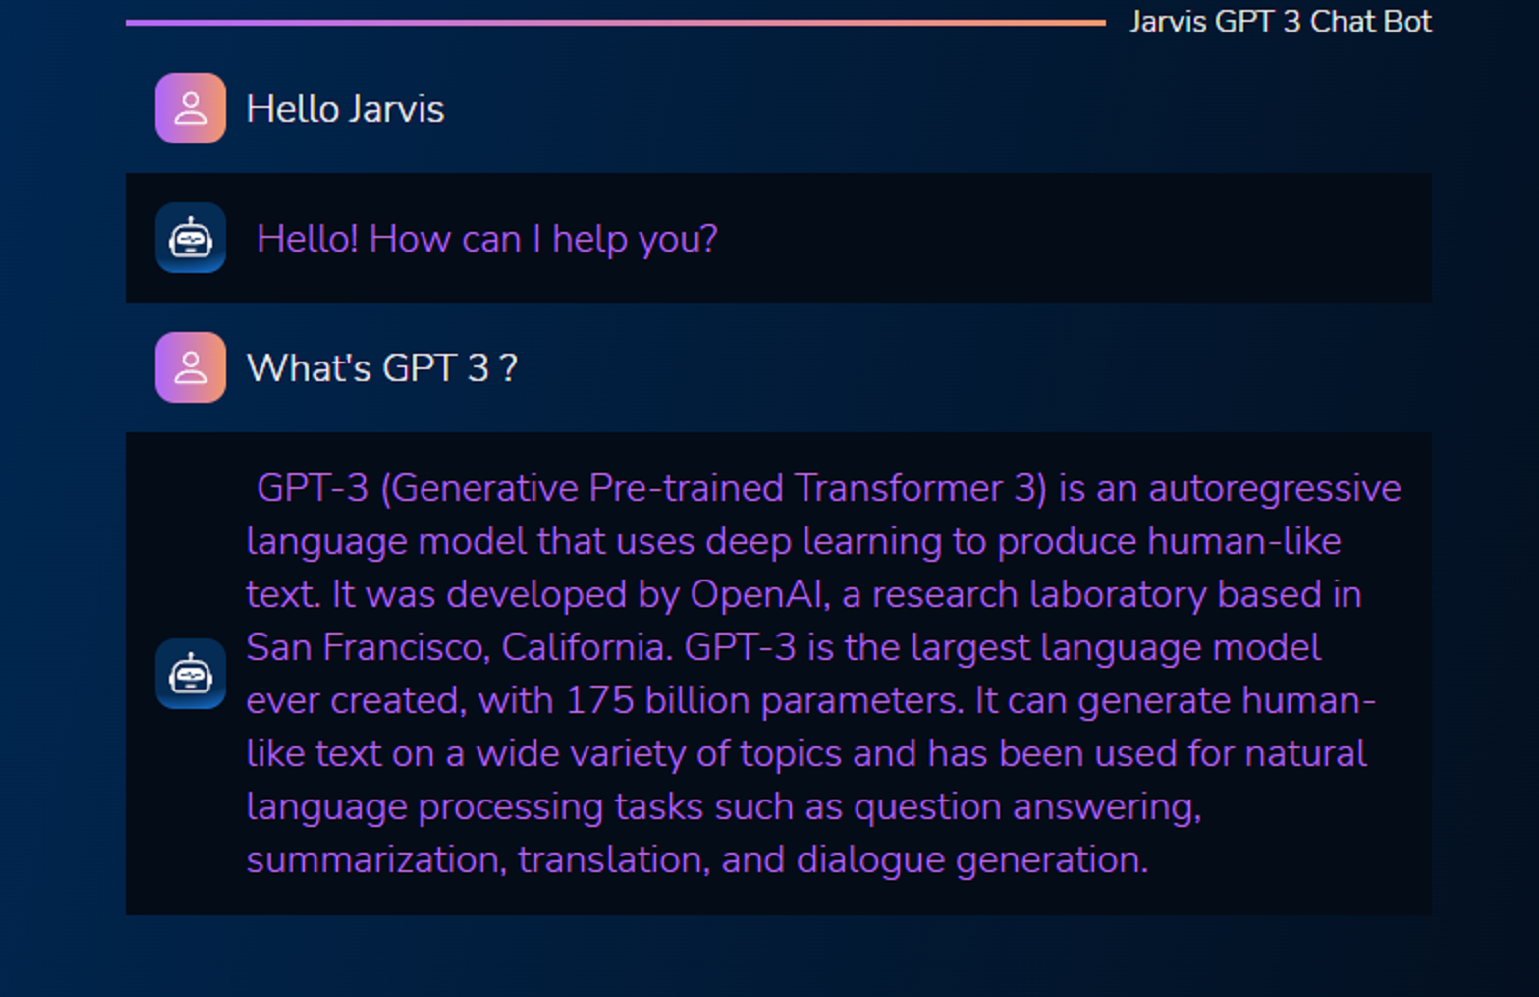 Jarvis GPT 3 Chat Bot
Hello Jarvis
Hello! How can I help you?
What's GPT 3 ?
GPT-3 (Generative Pre-trained Transformer 3) is an autoregressive
language model that uses deep learning to produce human-like
text. It was developed by OpenAI, a research laboratory based in
San Francisco, California. GPT-3 is the largest language model
ever created, with 175 billion parameters. It can generate human-
like text on a wide variety of topics and has been used for natural
language processing tasks such as question answering,
summarization, translation, and dialogue generation.